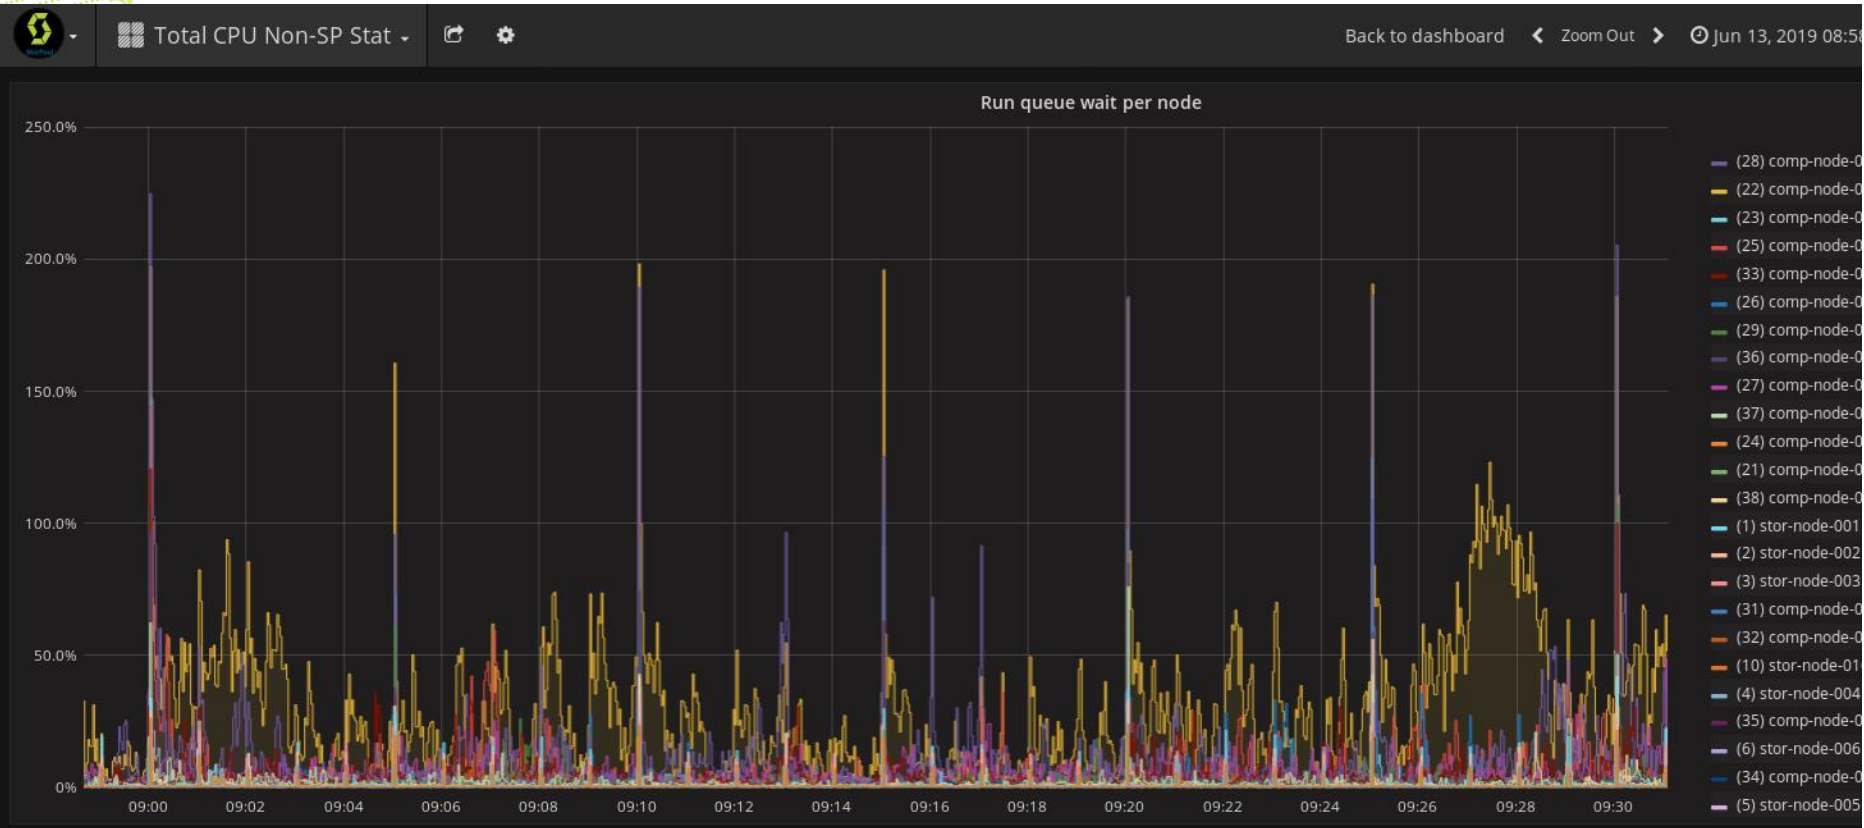 Total CPU Non-SP Stat
Back to dashboard
Zoom Out
Jun 13, 2019 08:58
Run queue wait per node
250.0%
200.0%
150.0%
100.0%
50.0%
0%
09:00 09:02 09:04 09:06 09:08 09:10 09:12 09:14 09:16 09:18 09:20 09:22 09:24 09:26 09:28 09:30
(28) comp-node-0
(22) comp-node-0
(23) comp-node-0
(25) comp-node-0
(33) comp-node-0
(26) comp-node-0
(29) comp-node-0
(36) comp-node-0
(27) comp-node-0
(37) comp-node-0
(24) comp-node-0
(21) comp-node-0
(38) comp-node-0
(1) stor-node-001
(2) stor-node-002
(3) stor-node-003
(31) comp-node-0
(32) comp-node-0
(10) stor-node-01
(4) stor-node-004
(35) comp-node-0
(6) stor-node-006
(34) comp-node-0
(5) stor-node-005